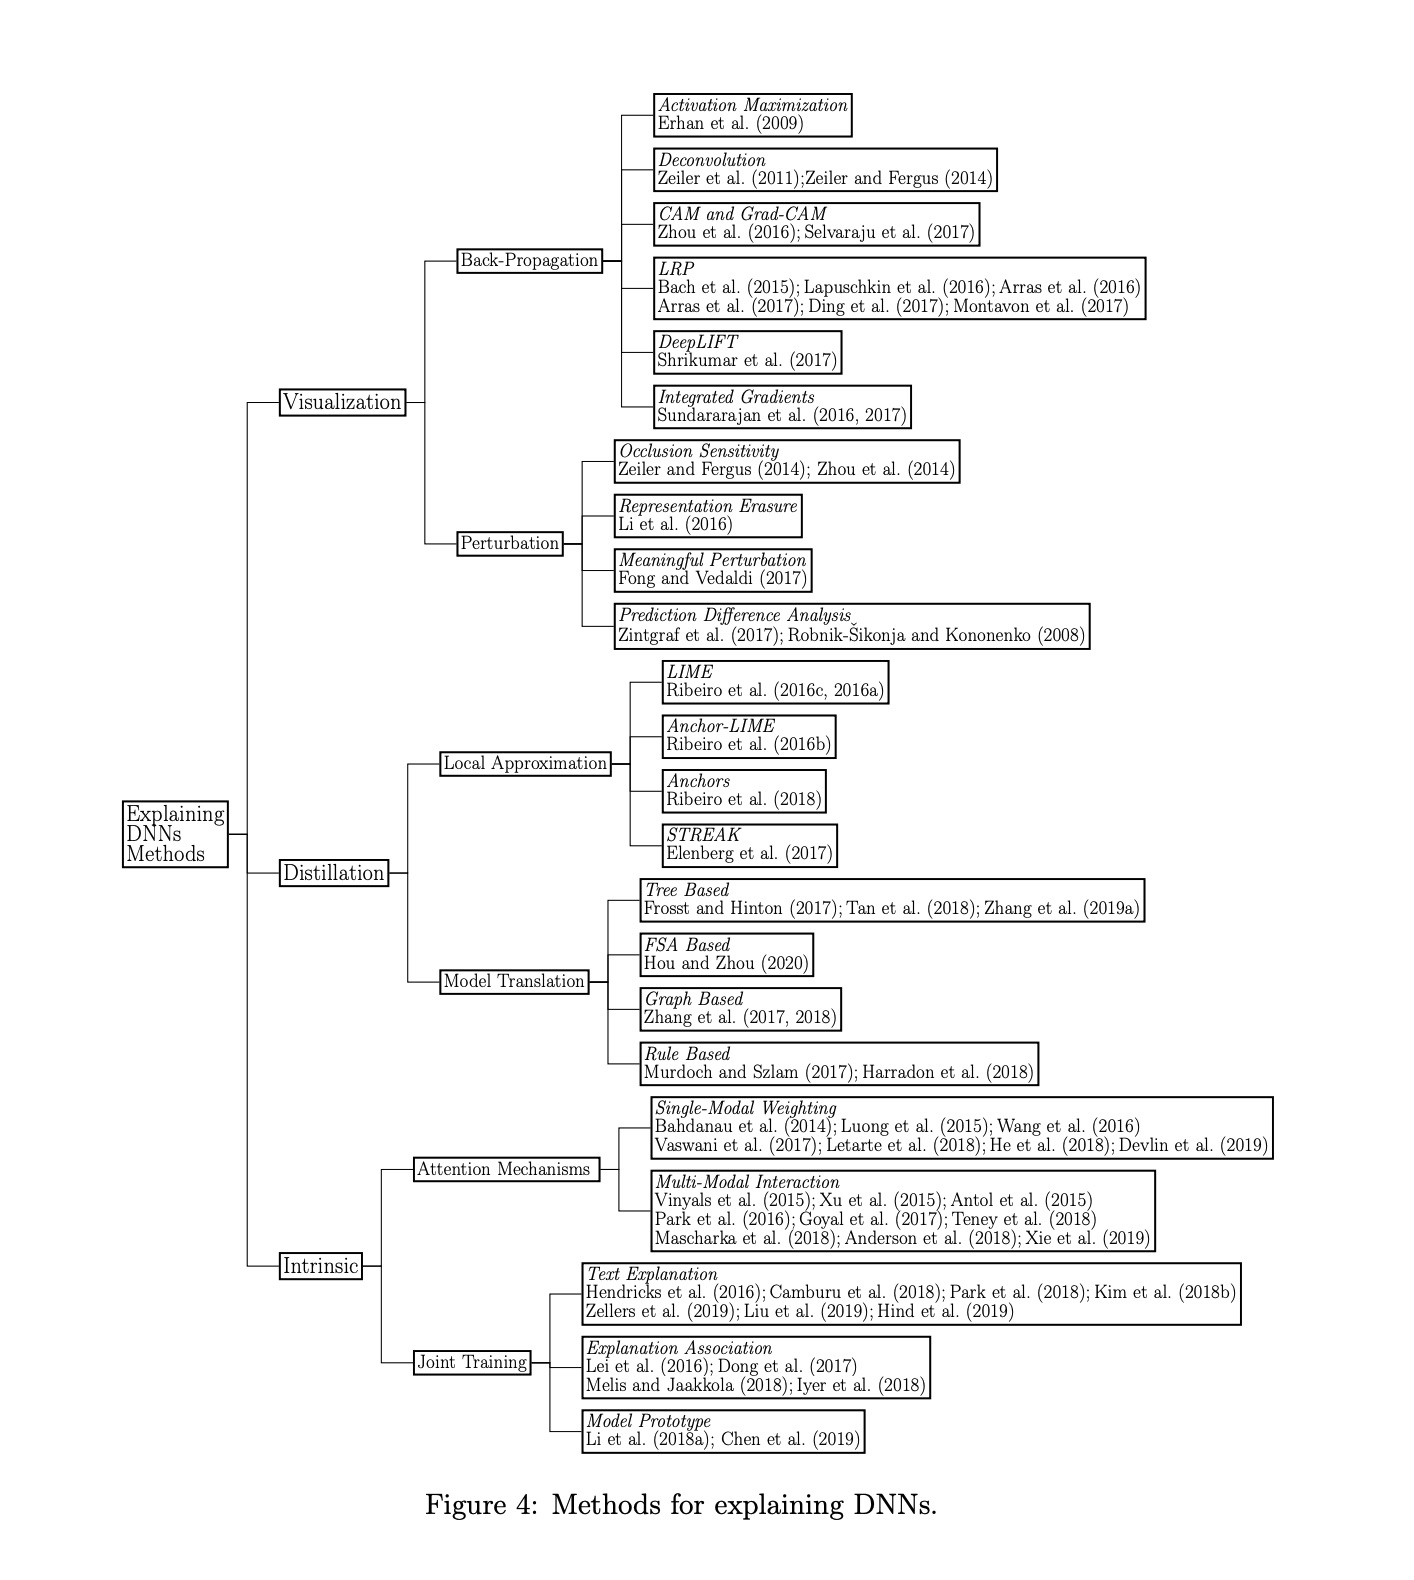 Activation Maximization
Erhan et al. (2009)
Deconvolution
Zeiler et al. (2011);Zeiler and Fergus (2014)
CAM and Grad-CAM
Zhou et al. (2016); Selvaraju et al. (2017)
Back-Propagation
LRP
Bach et al. (2015); Lapuschkin et al. (2016); Arras et al. (2016)
Arras et al. (2017); Ding et al. (2017); Montavon et al. (2017)
DeepLIFT
Shrikumar et al. (2017)
Integrated Gradients
Sundararajan et al. (2016, 2017)
Visualization
Occlusion Sensitivity
Zeiler and Fergus (2014); Zhou et al. (2014)
Representation Erasure
Li et al. (2016)
Perturbation
Meaningful Perturbation
Fong and Vedaldi (2017)
Prediction Difference Analysis
Zintgraf et al. (2017); Robnik-Šikonja and Kononenko (2008)
LIME
Ribeiro et al. (2016c, 2016a)
Anchor-LIME
Ribeiro et al. (2016b)
Local Approximation
Anchors
Ribeiro et al. (2018)
STREAK
Elenberg et al. (2017)
Explaining
DNNs
Methods
Distillation
Tree Based
Frosst and Hinton (2017); Tan et al. (2018); Zhang et al. (2019a)
FSA Based
Hou and Zhou (2020)
Model Translation
Graph Based
Zhang et al. (2017, 2018)
Rule Based
Murdoch and Szlam (2017); Harradon et al. (2018)
Single-Modal Weighting
Bahdanau et al. (2014); Luong et al. (2015); Wang et al. (2016)
Vaswani et al. (2017); Letarte et al. (2018); He et al. (2018); Devlin et al. (2019)
Attention Mechanisms
Multi-Modal Interaction
Vinyals et al. (2015); Xu et al. (2015); Antol et al. (2015)
Park et al. (2016); Goyal et al. (2017); Teney et al. (2018)
Mascharka et al. (2018); Anderson et al. (2018); Xie et al. (2019)
Intrinsic
Text Explanation
Hendricks et al. (2016); Camburu et al. (2018); Park et al. (2018); Kim et al. (2018b)
Zellers et al. (2019); Liu et al. (2019); Hind et al. (2019)
Joint Training
Explanation Association
Lei et al. (2016); Dong et al. (2017)
Melis and Jaakkola (2018); Iyer et al. (2018)
Model Prototype
Li et al. (2018a); Chen et al. (2019)
Figure 4: Methods for explaining DNNs.